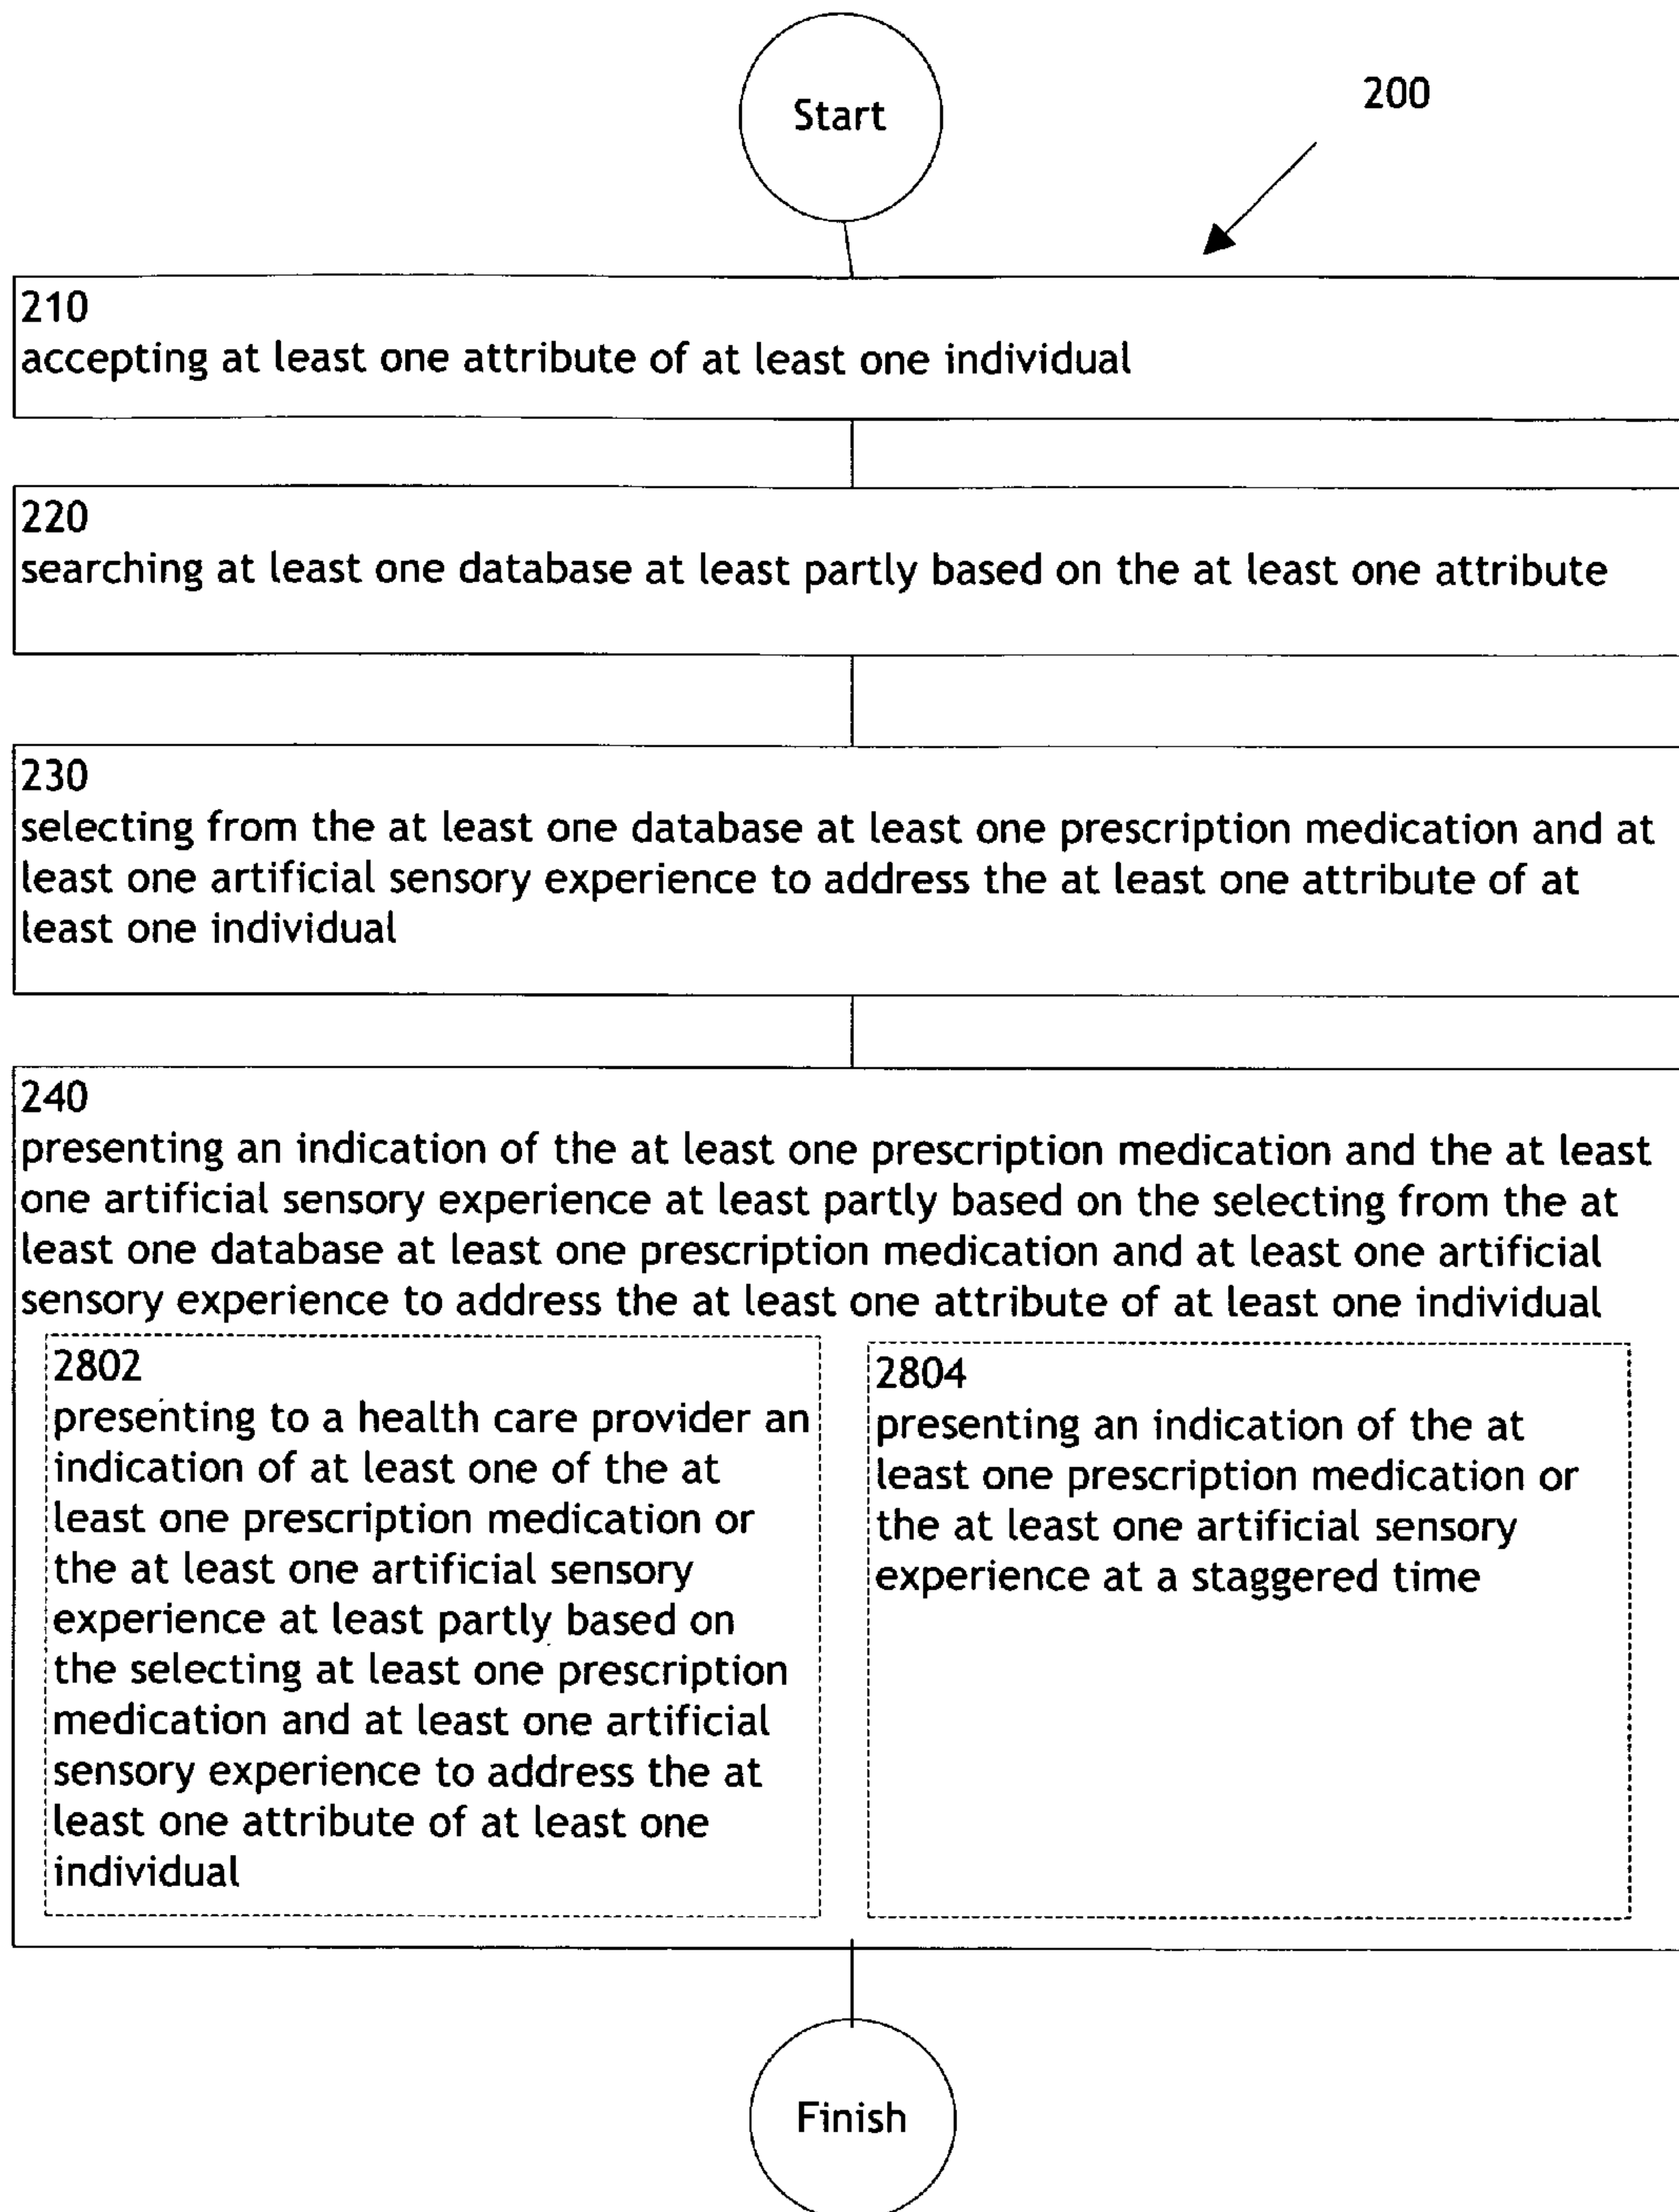 Start
200
210
accepting at least one attribute of at least one individual
220
searching at least one database at least partly based on the at least one attribute
230
selecting from the at least one database at least one prescription medication and at
least one artificial sensory experience to address the at least one attribute of at
least one individual
240
presenting an indication of the at least one prescription medication and the at least
one artificial sensory experience at least partly based on the selecting from the at
least one database at least one prescription medication and at least one artificial
sensory experience to address the at least one attribute of at least one individual
2802
presenting to a health care provider an
indication of at least one of the at
least one prescription medication or
the at least one artificial sensory
experience at least partly based on
the selecting at least one prescription
medication and at least one artificial
sensory experience to address the at
least one attribute of at least one
individual
2804
presenting an indication of the at
least one prescription medication or
the at least one artificial sensory
experience at a staggered time
Finish